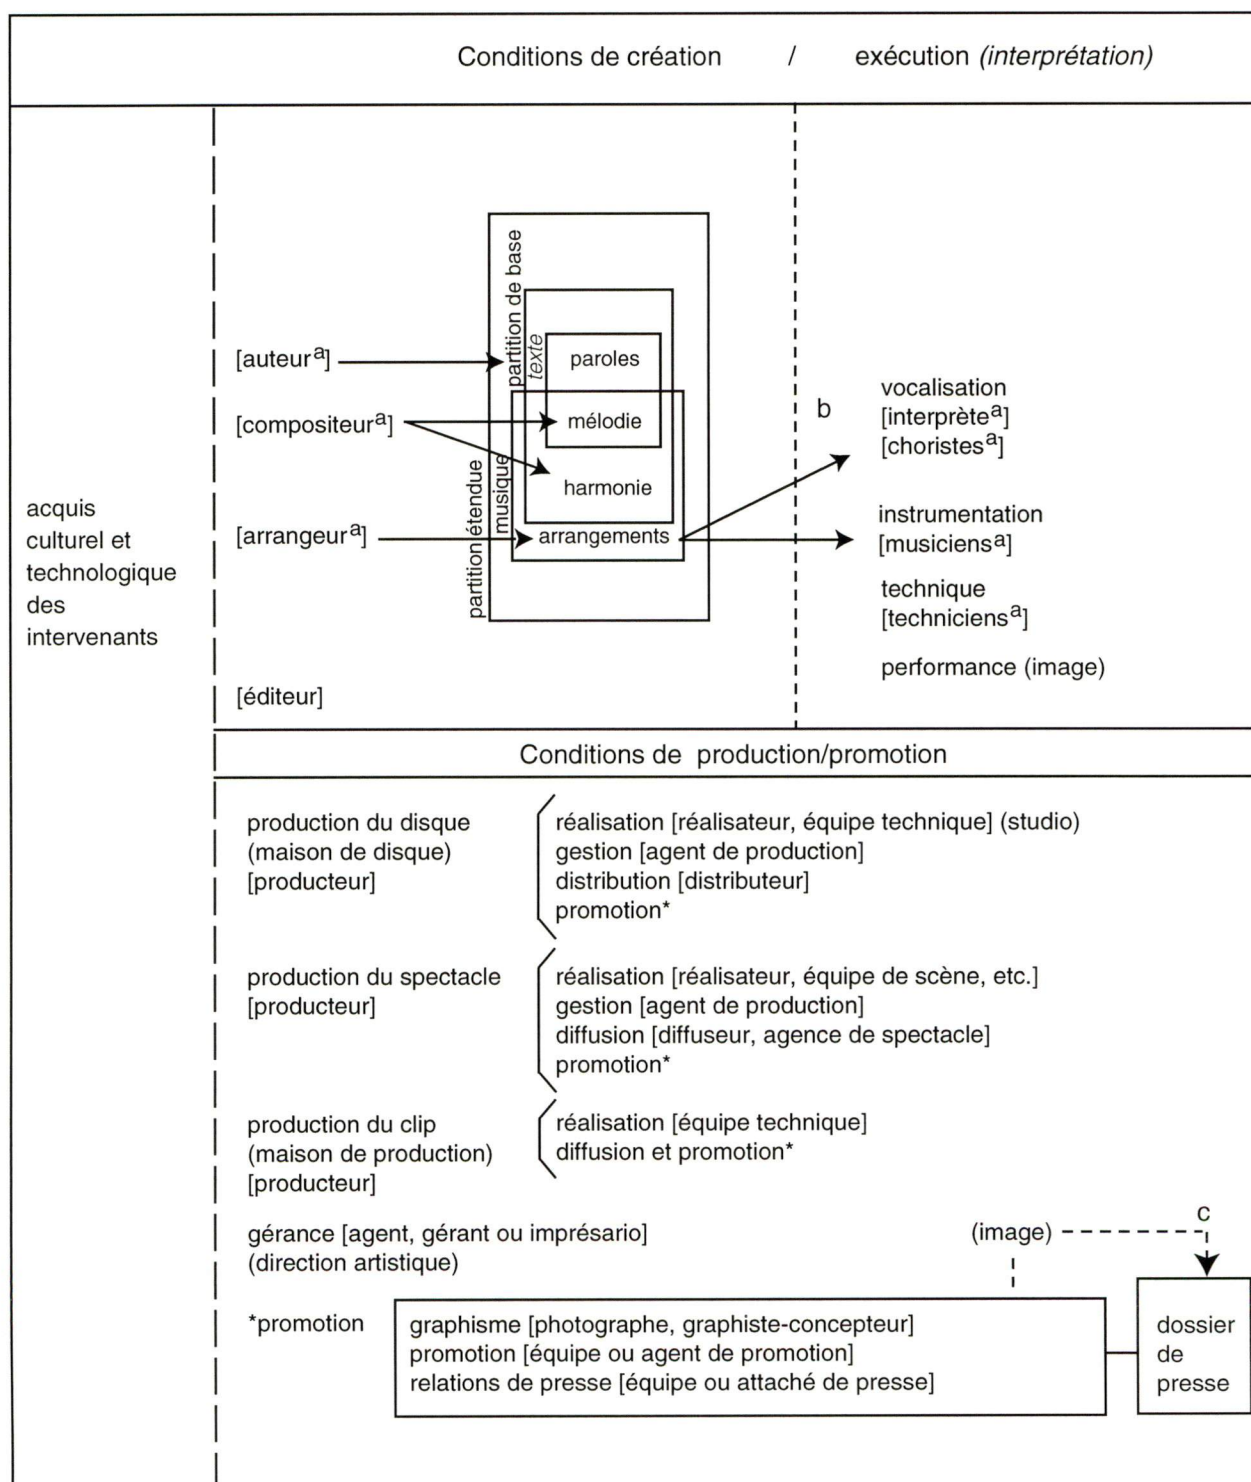 Conditions de création / exécution (interprétation)
acquis
culturel et
technologique
des
intervenants
[auteurᵃ]
[compositeurᵃ]
[arrangeurᵃ]
[éditeur]
partition étendue
partition de base
musique
texte
paroles
mélodie
harmonie
arrangements
b
vocalisation
[interprèteᵃ]
[choristesᵃ]
instrumentation
[musiciensᵃ]
technique
[techniciensᵃ]
performance (image)
Conditions de production/promotion
production du disque
(maison de disque)
[producteur]
réalisation [réalisateur, équipe technique] (studio)
gestion [agent de production]
distribution [distributeur]
promotion*
production du spectacle
[producteur]
réalisation [réalisateur, équipe de scène, etc.]
gestion [agent de production]
diffusion [diffuseur, agence de spectacle]
promotion*
production du clip
(maison de production)
[producteur]
réalisation [équipe technique]
diffusion et promotion*
gérance [agent, gérant ou imprésario]
(direction artistique)
(image)
c
*promotion
graphisme [photographe, graphiste-concepteur]
promotion [équipe ou agent de promotion]
relations de presse [équipe ou attaché de presse]
dossier
de
presse